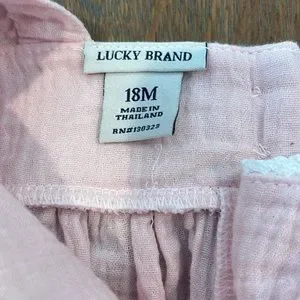 LUCKY BRAND
18M
MADE IN
THAILAND
RN#130323